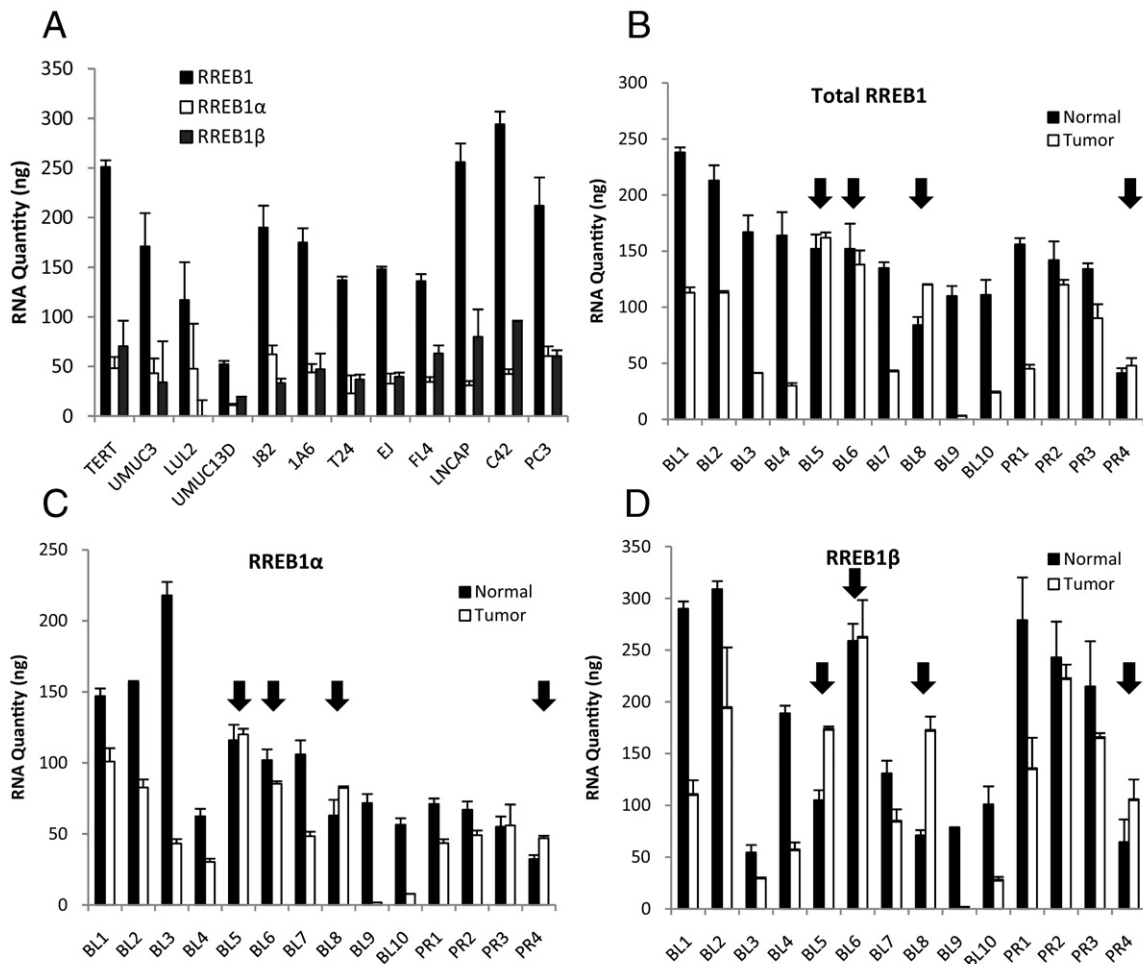 A
RNA Quantity (ng)
350
300
250
200
150
100
50
0
RREB1
RREB1α
RREB1β
TERT
UMUC3
LUL2
UMUC13D
J82
1A6
T24
EJ
FL4
LNCAP
C42
PC3
B
Total RREB1
RNA Quantity (ng)
300
250
200
150
100
50
0
Normal
Tumor
BL1
BL2
BL3
BL4
BL5
BL6
BL7
BL8
BL9
BL10
PR1
PR2
PR3
PR4
C
RREB1α
RNA Quantity (ng)
250
200
150
100
50
0
Normal
Tumor
BL1
BL2
BL3
BL4
BL5
BL6
BL7
BL8
BL9
BL10
PR1
PR2
PR3
PR4
D
RREB1β
RNA Quantity (ng)
350
300
250
200
150
100
50
0
Normal
Tumor
BL1
BL2
BL3
BL4
BL5
BL6
BL7
BL8
BL9
BL10
PR1
PR2
PR3
PR4